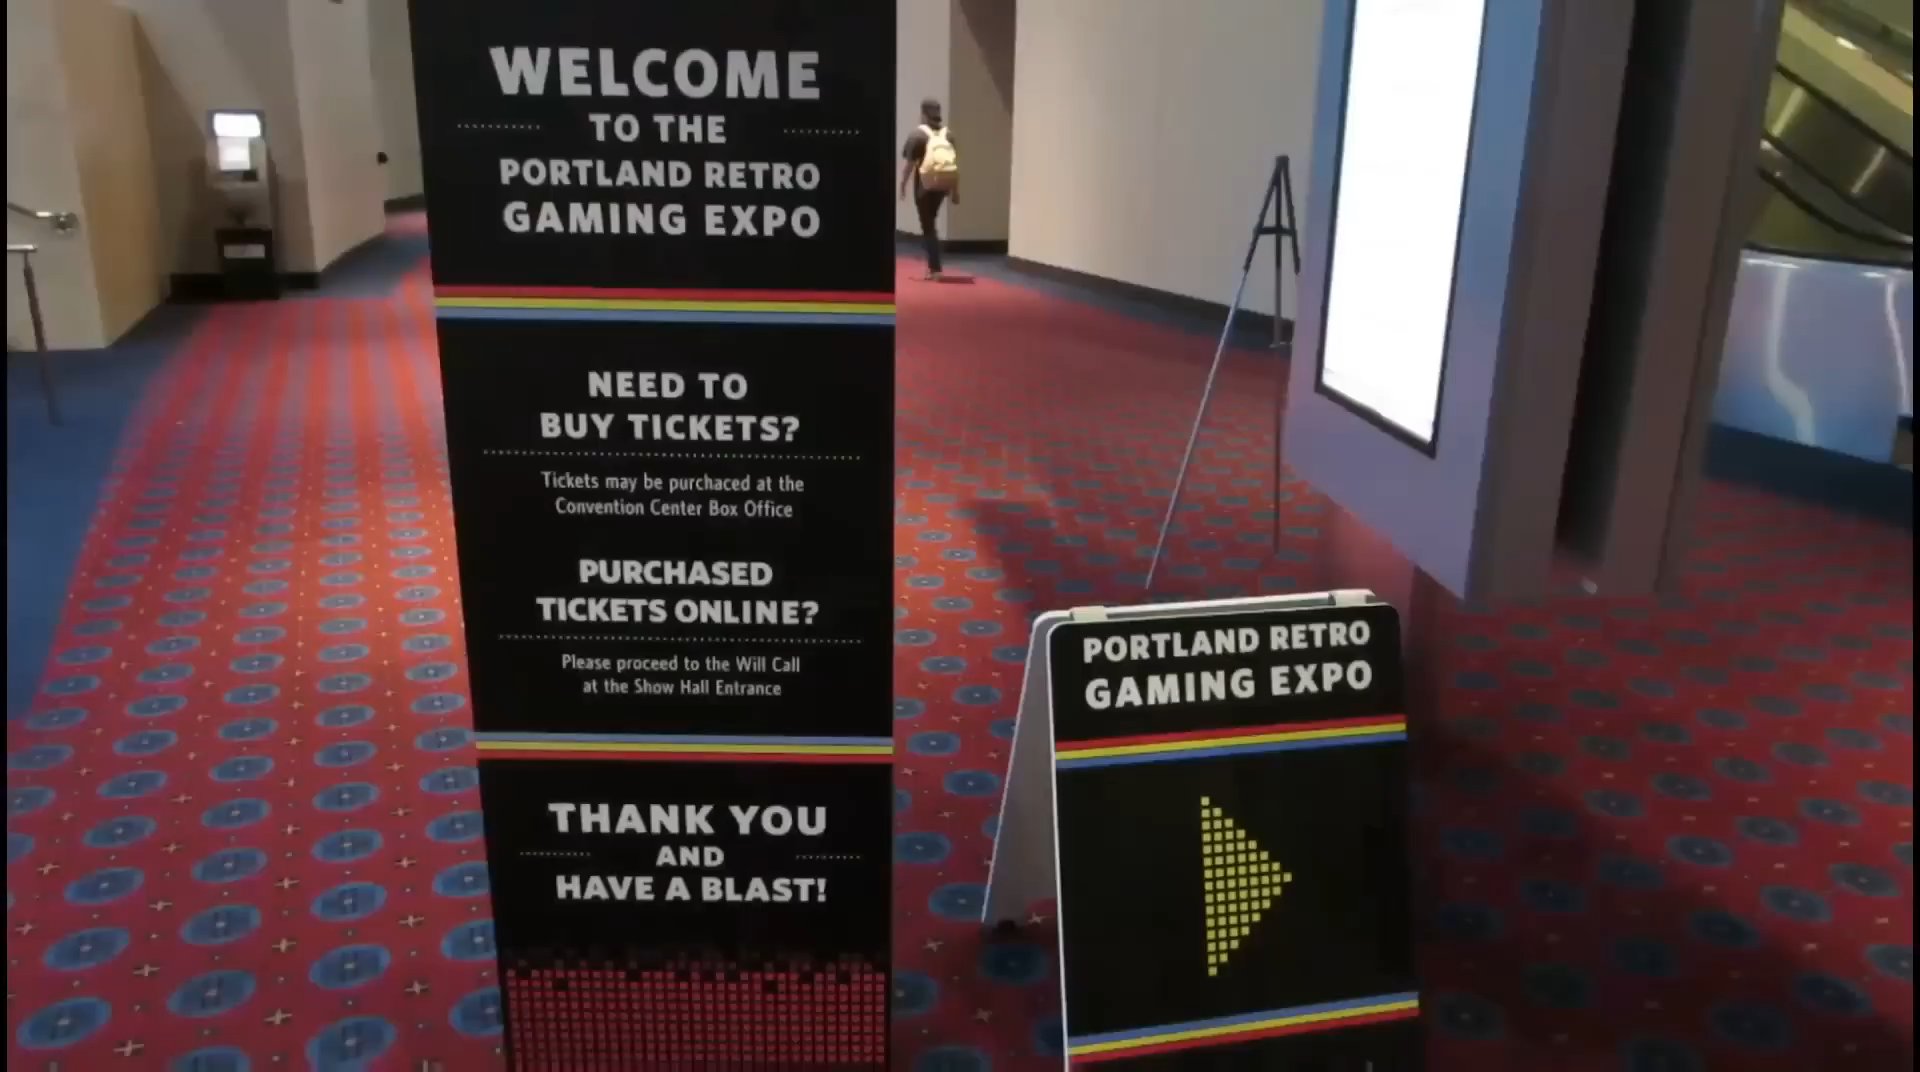 WELCOME
TO THE
PORTLAND RETRO
GAMING EXPO
NEED TO
BUY TICKETS?
Tickets may be purchased at the
Convention Center Box Office
PURCHASED
TICKETS ONLINE?
Please proceed to the Will Call
at the Show Hall Entrance
THANK YOU
AND
HAVE A BLAST!
PORTLAND RETRO
GAMING EXPO